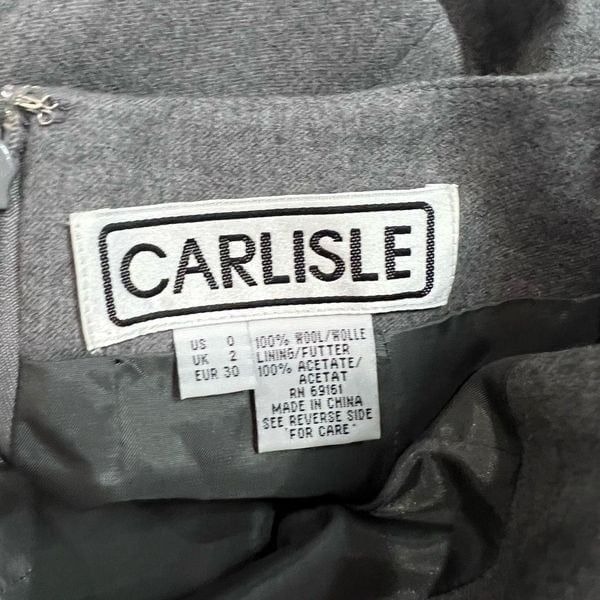 CARLISLE
US 0
UK 2
EUR 30
100% WOOL/WOLLE
LINING/FUTTER
100% ACETATE/
ACETAT
RN 69161
MADE IN CHINA
SEE REVERSE SIDE
"FOR CARE"